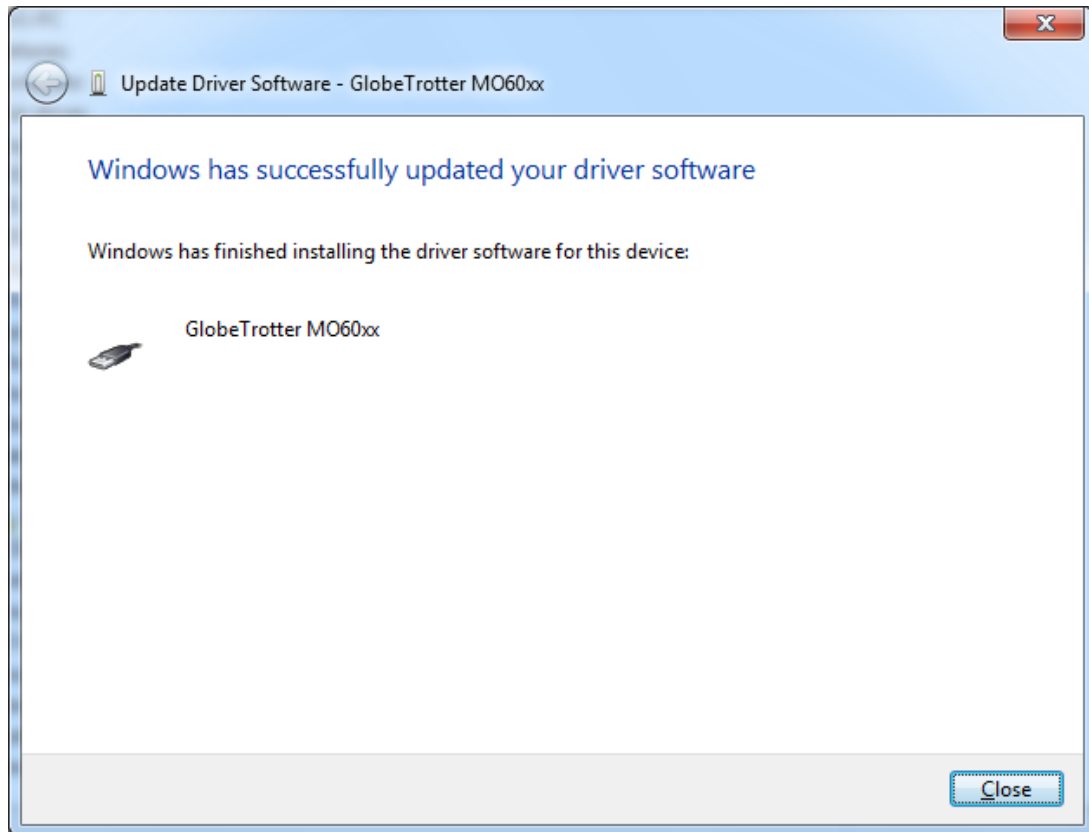 Update Driver Software - GlobeTrotter MO60xx
Windows has successfully updated your driver software
Windows has finished installing the driver software for this device:
GlobeTrotter MO60xx
Close